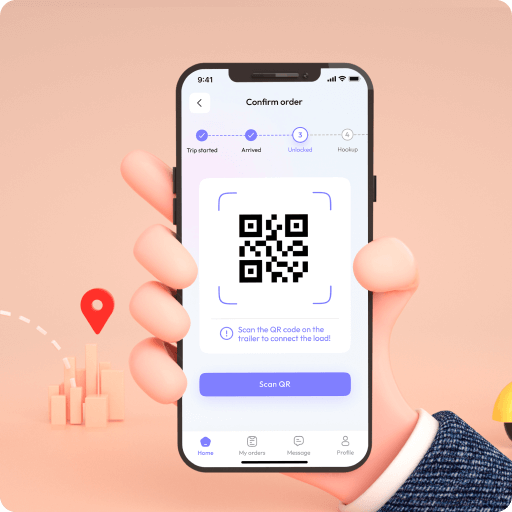 9:41
Confirm order
3
4
Trip started
Arrived
Unlocked
Hookup
Scan the QR code on the
trailer to connect the load!
Scan QR
Home
My orders
Message
Profile